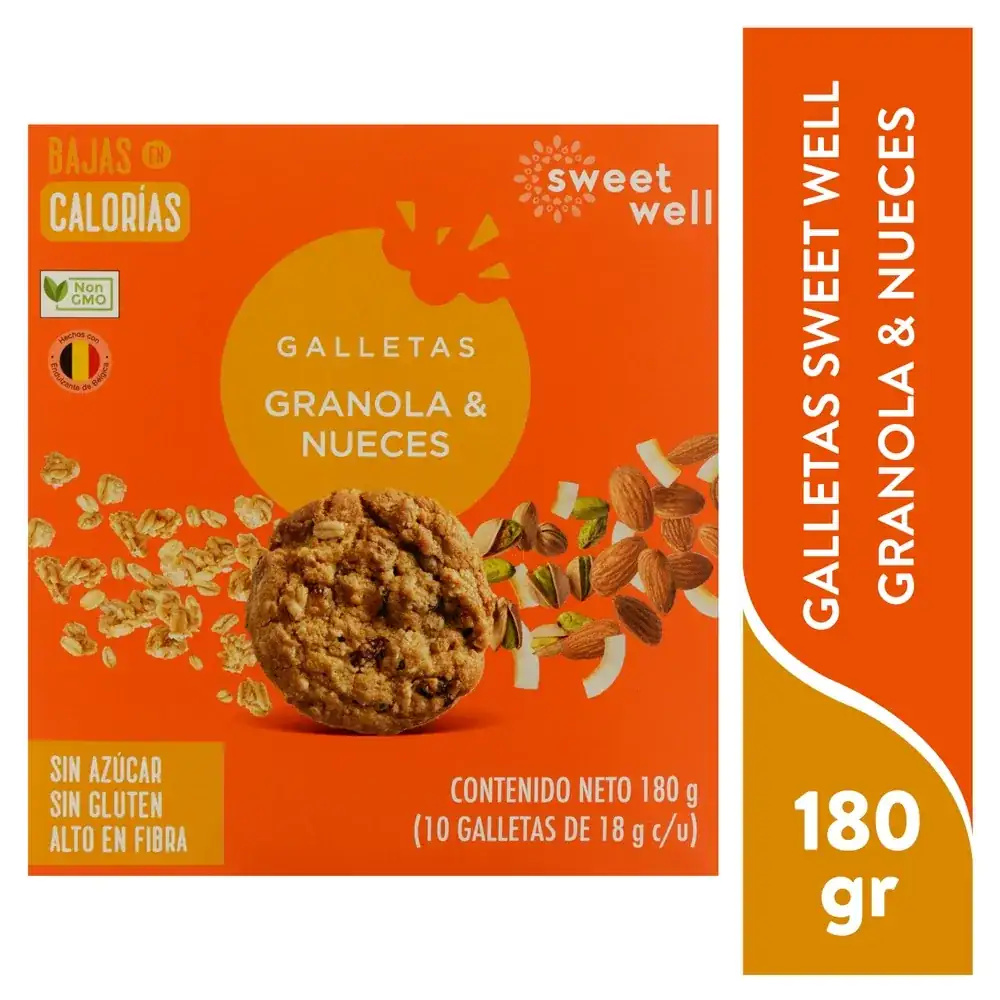 BAJAS EN
CALORÍAS
sweet
well
Non
GMO
Hechas con
Endulzante de Bélgica
GALLETAS
GRANOLA &
NUECES
SIN AZÚCAR
SIN GLUTEN
ALTO EN FIBRA
CONTENIDO NETO 180 g
(10 GALLETAS DE 18 g c/u)
GALLETAS SWEET WELL
GRANOLA & NUECES
180
gr